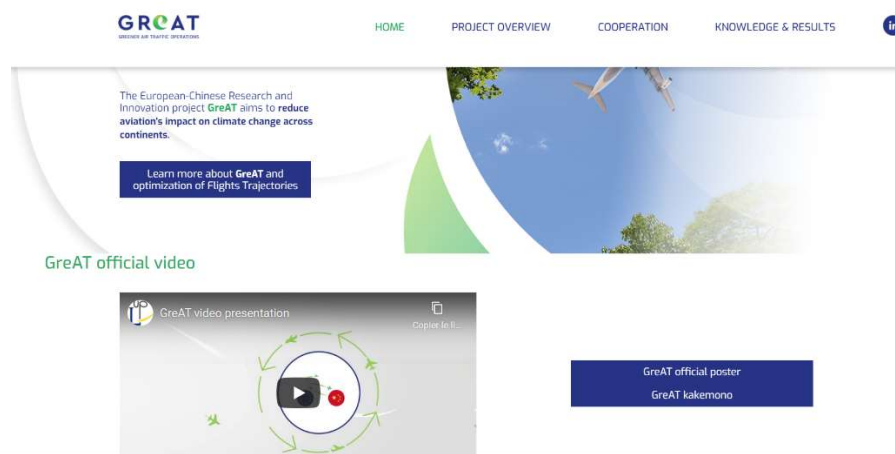 GREAT
GREENER AIR TRAFFIC OPERATIONS
HOME
PROJECT OVERVIEW
COOPERATION
KNOWLEDGE & RESULTS
in
The European-Chinese Research and
Innovation project GreAT aims to reduce
aviation's impact on climate change across
continents.
Learn more about GreAT and
optimization of Flights Trajectories
GreAT official video
GreAT video presentation
Copier le li...
GreAT official poster
GreAT kakemono